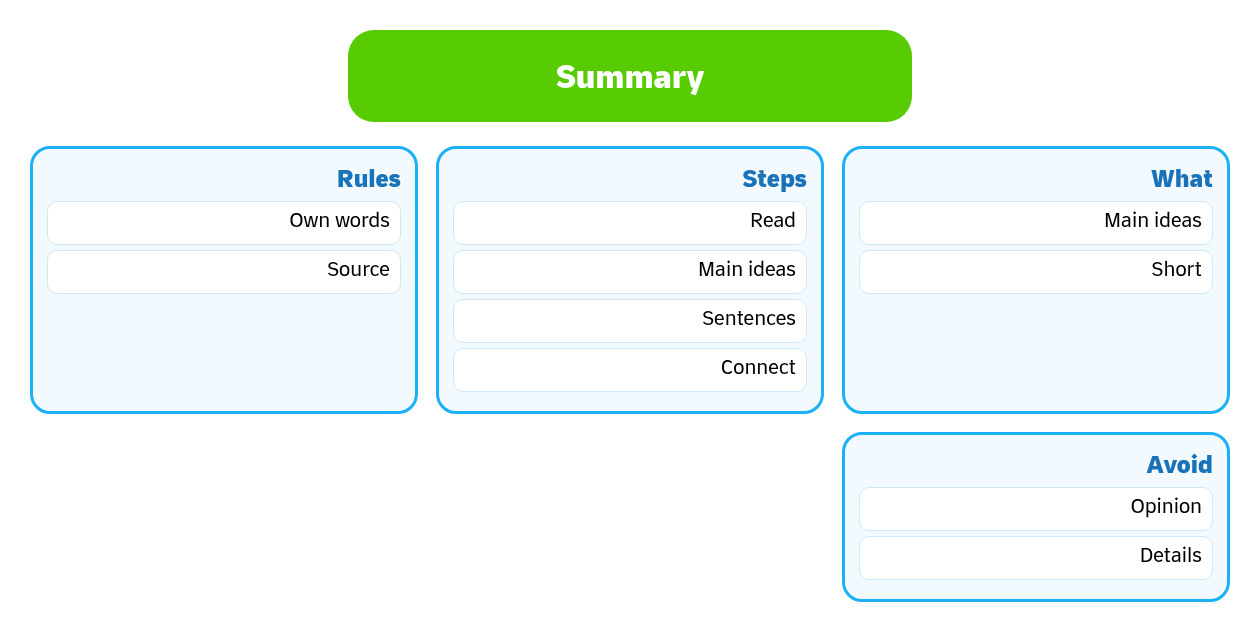 Summary
What
Main ideas
Short
Steps
Read
Main ideas
Sentences
Connect
Rules
Own words
Source
Avoid
Opinion
Details